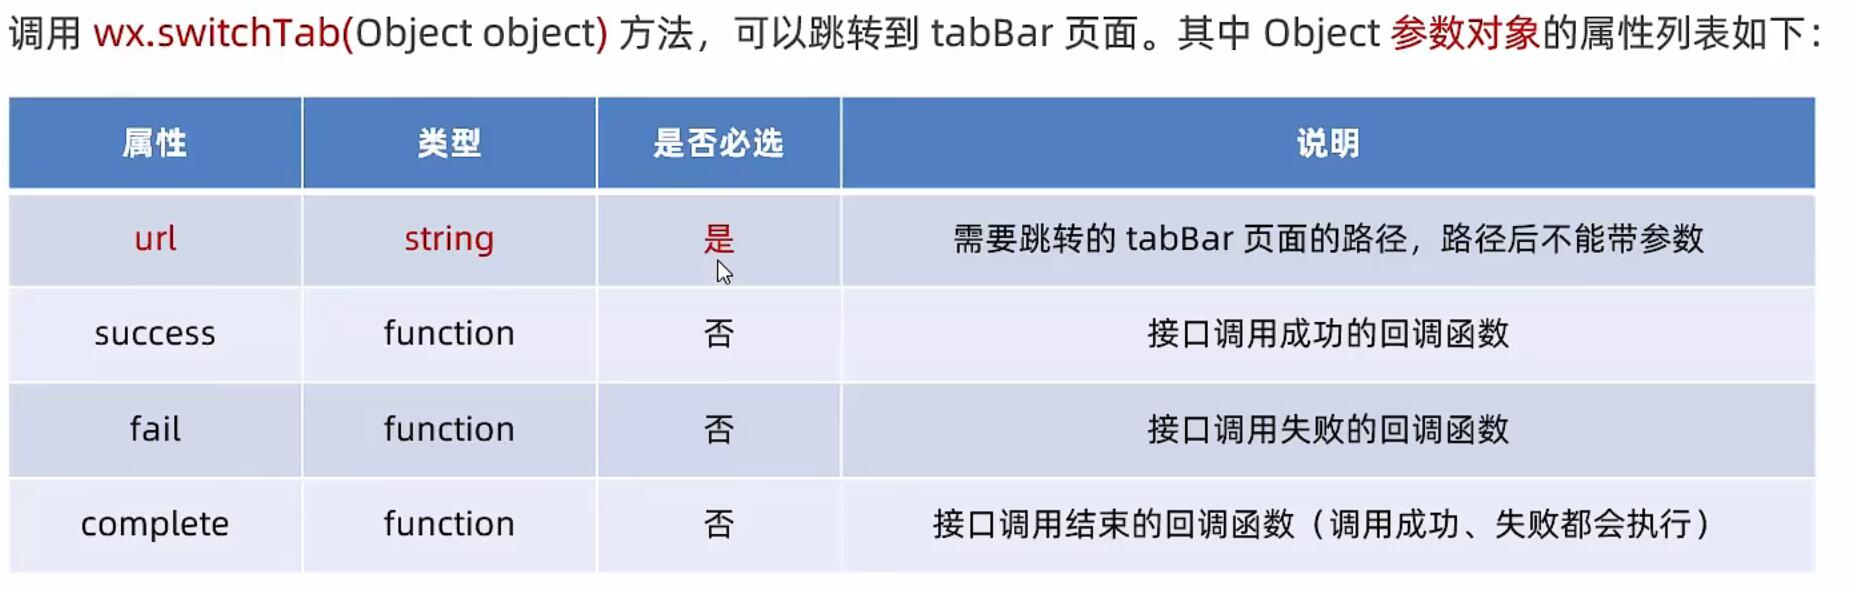 调用 wx.switchTab(Object object) 方法，可以跳转到 tabBar 页面。其中 Object 参数对象的属性列表如下：
属性 类型 是否必选 说明
url string 是 需要跳转的 tabBar 页面的路径，路径后不能带参数
success function 否 接口调用成功的回调函数
fail function 否 接口调用失败的回调函数
complete function 否 接口调用结束的回调函数（调用成功、失败都会执行）